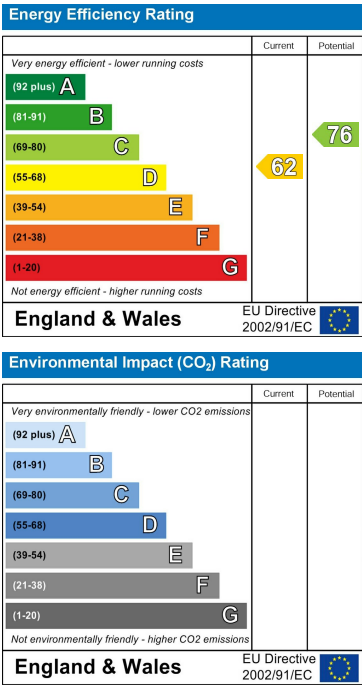 Energy Efficiency Rating
Current Potential
Very energy efficient - lower running costs
(92 plus) A
(81-91) B
(69-80) C
(55-68) D
(39-54) E
(21-38) F
(1-20) G
62
76
Not energy efficient - higher running costs
England & Wales
EU Directive
2002/91/EC
Environmental Impact (CO₂) Rating
Current Potential
Very environmentally friendly - lower CO2 emissions
(92 plus) A
(81-91) B
(69-80) C
(55-68) D
(39-54) E
(21-38) F
(1-20) G
Not environmentally friendly - higher CO2 emissions
England & Wales
EU Directive
2002/91/EC